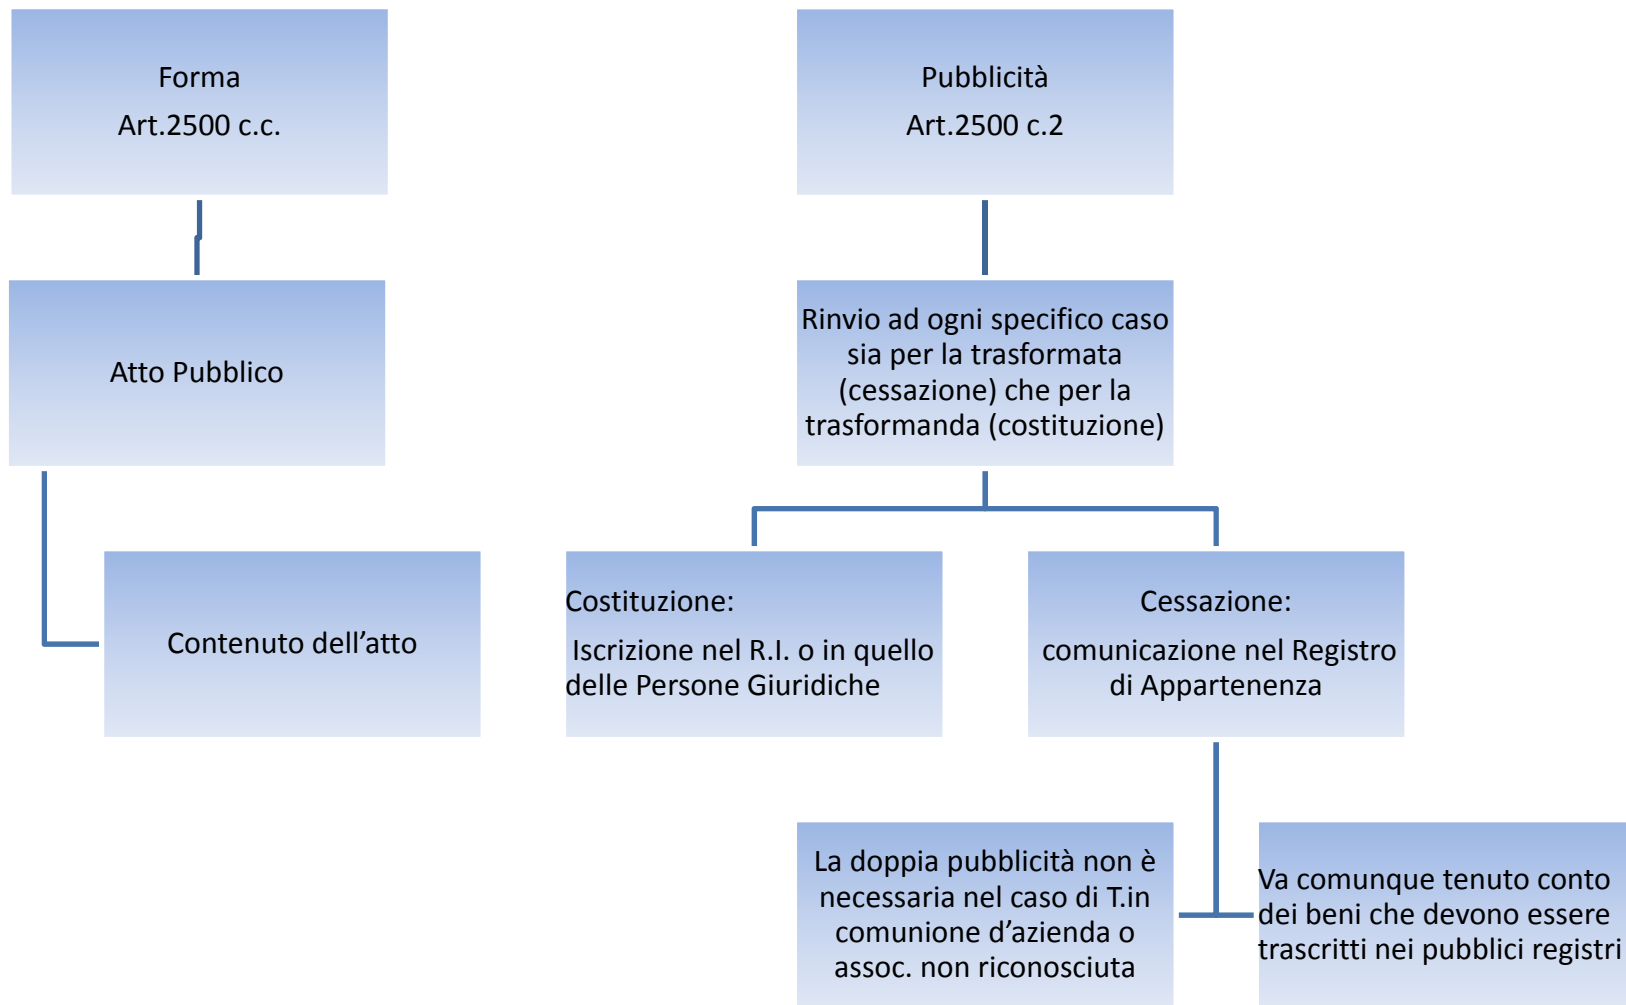 Forma
Art.2500 c.c.
Pubblicità
Art.2500 c.2
Atto Pubblico
Rinvio ad ogni specifico caso
sia per la trasformata
(cessazione) che per la
trasformanda (costituzione)
Contenuto dell’atto
Costituzione:
Iscrizione nel R.I. o in quello
delle Persone Giuridiche
Cessazione:
comunicazione nel Registro
di Appartenenza
La doppia pubblicità non è
necessaria nel caso di T.in
comunione d’azienda o
assoc. non riconosciuta
Va comunque tenuto conto
dei beni che devono essere
trascritti nei pubblici registri